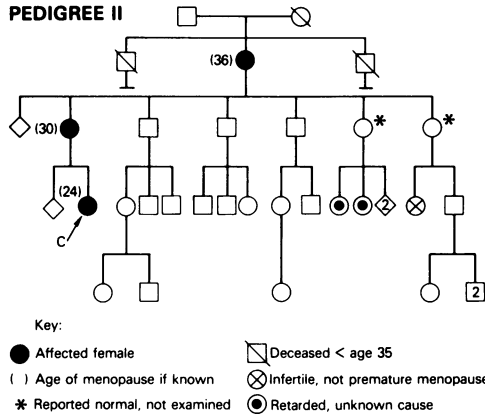 PEDIGREE II
(36)
*
*
(30)
(24)
2
C
2
Key:
Affected female
Deceased < age 35
( ) Age of menopause if known
Infertile, not premature menopause
* Reported normal, not examined
Retarded, unknown cause